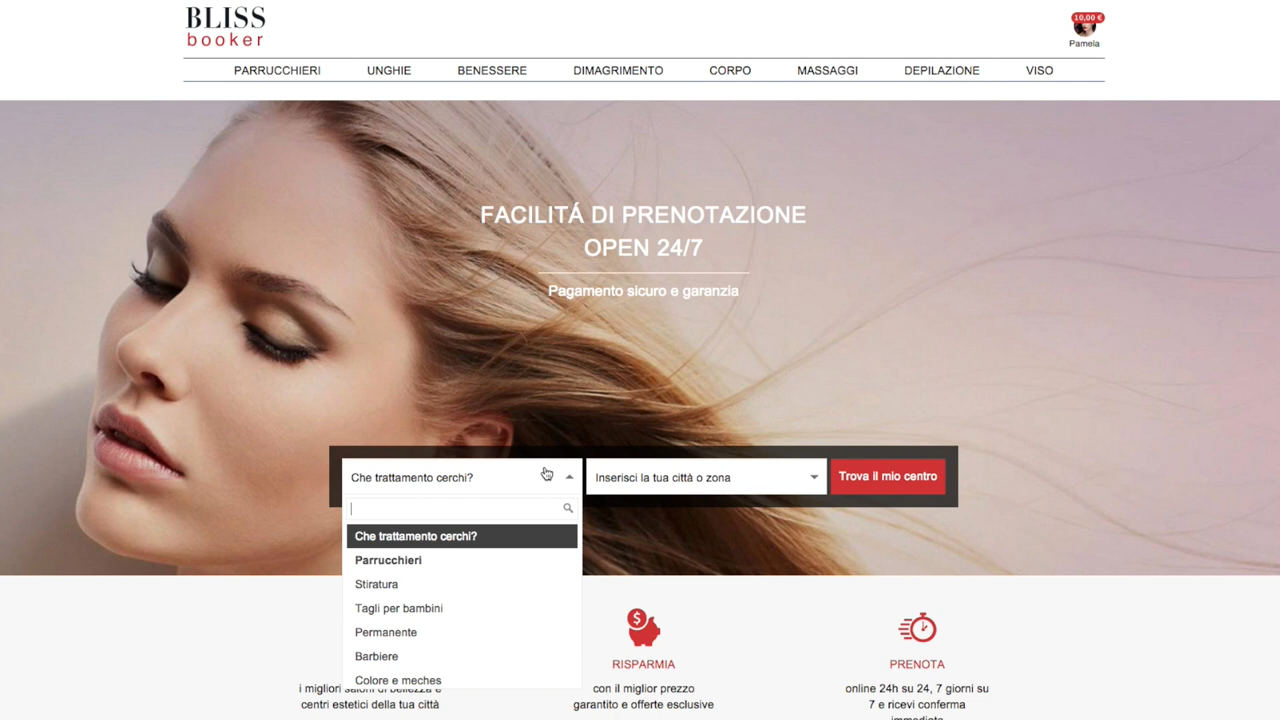 BLISS
booker
10,00 €
Pamela
PARRUCCHIERI UNGHIE BENESSERE DIMAGRIMENTO CORPO MASSAGGI DEPILAZIONE VISO
FACILITÁ DI PRENOTAZIONE
OPEN 24/7
Pagamento sicuro e garanzia
Che trattamento cerchi? Inserisci la tua città o zona Trova il mio centro
Che trattamento cerchi?
Parrucchieri
Stiratura
Tagli per bambini
Permanente
Barbiere
Colore e meches
i migliori saloni di bellezza e
centri estetici della tua città
RISPARMIA
con il miglior prezzo
garantito e offerte esclusive
PRENOTA
online 24h su 24, 7 giorni su
7 e ricevi conferma
immediata